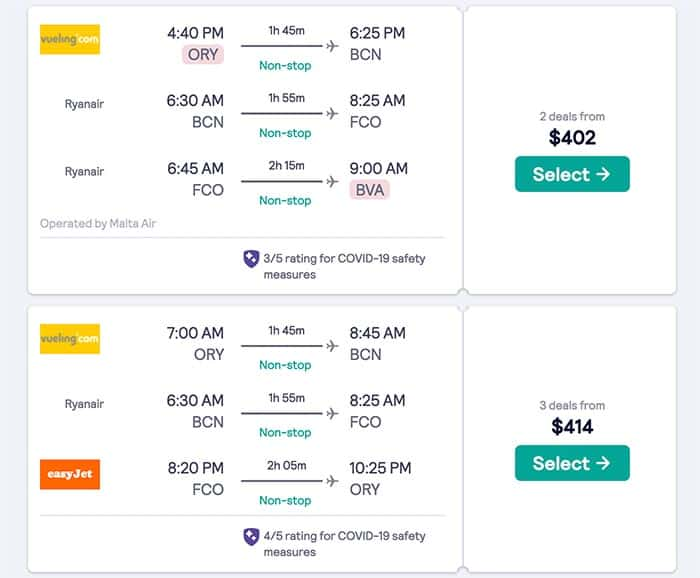 vueling.com
4:40 PM 1h 45m 6:25 PM
ORY Non-stop BCN
Ryanair 6:30 AM 1h 55m 8:25 AM
BCN Non-stop FCO
Ryanair 6:45 AM 2h 15m 9:00 AM
FCO Non-stop BVA
Operated by Malta Air
3/5 rating for COVID-19 safety
measures
2 deals from
$402
Select →
vueling.com
7:00 AM 1h 45m 8:45 AM
ORY Non-stop BCN
Ryanair 6:30 AM 1h 55m 8:25 AM
BCN Non-stop FCO
easyJet 8:20 PM 2h 05m 10:25 PM
FCO Non-stop ORY
4/5 rating for COVID-19 safety
measures
3 deals from
$414
Select →